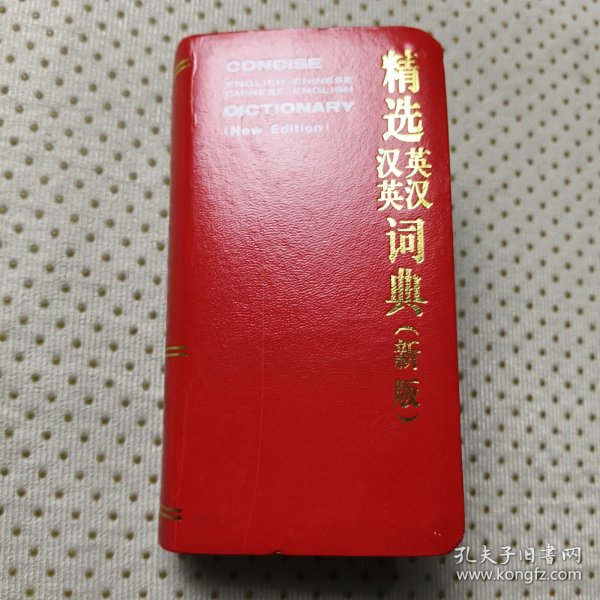 CONCISE
ENGLISH-CHINESE
CHINESE-ENGLISH
DICTIONARY
(New Edition)
精选
英汉
汉英
词典
(新版)
孔夫子旧书网
www.kongfz.com